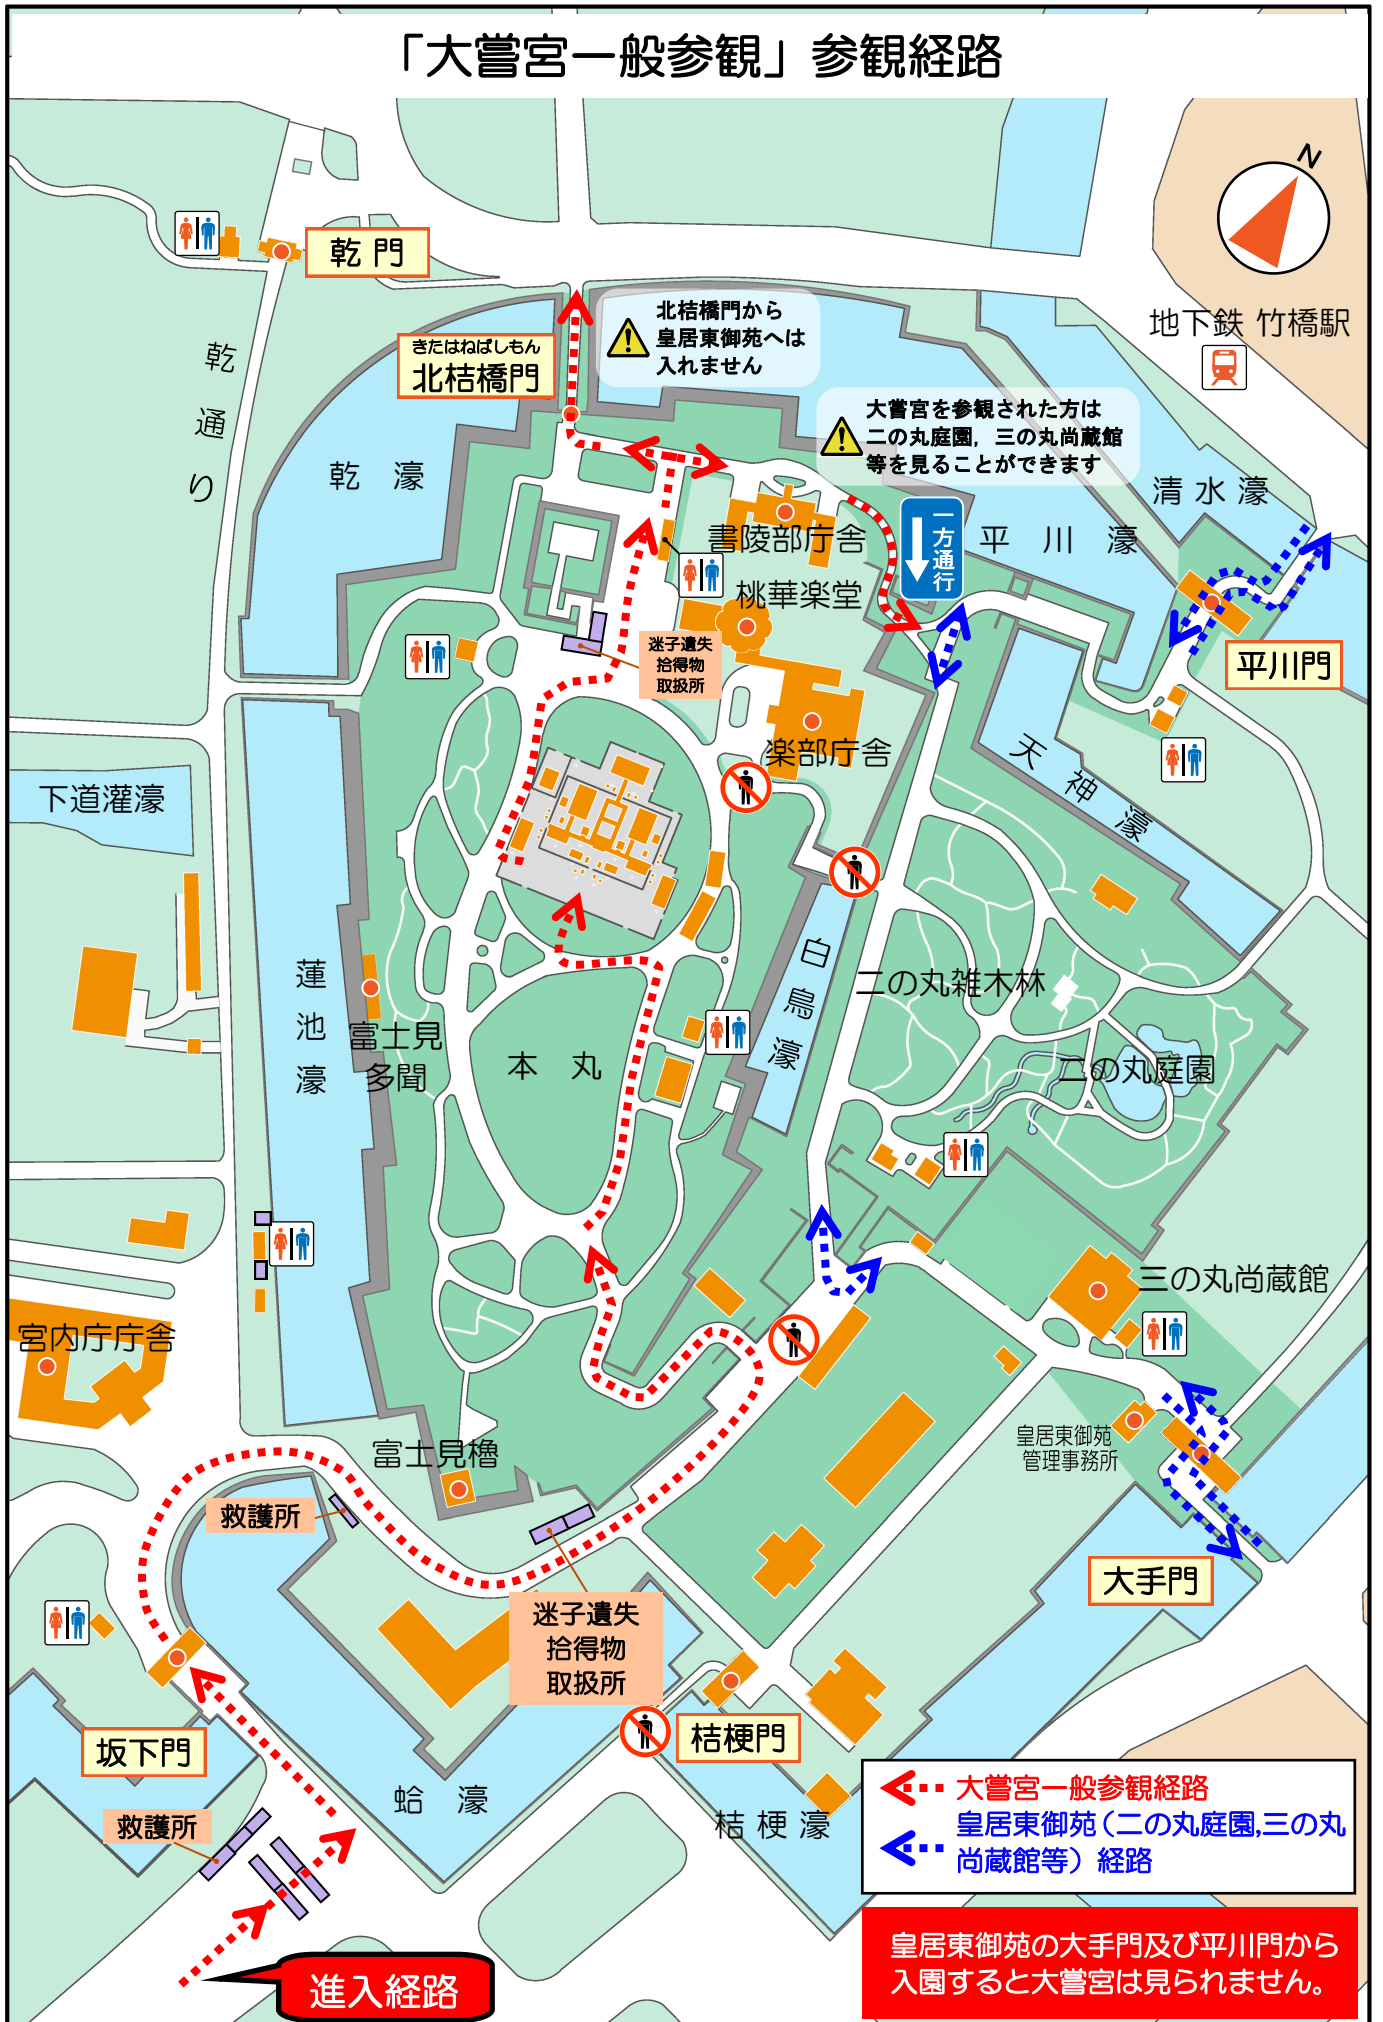 「大嘗宮一般参観」参観経路
N
乾門
北桔橋門から
皇居東御苑へは
入れません
地下鉄 竹橋駅
きたはねばしもん
北桔橋門
乾通り
大嘗宮を参観された方は
二の丸庭園，三の丸尚蔵館
等を見ることができます
乾濠
清水濠
一方通行
平川濠
書陵部庁舎
桃華楽堂
迷子遺失
拾得物
取扱所
平川門
楽部庁舎
天神濠
下道灌濠
白鳥濠
蓮池濠
二の丸雑木林
富士見
多聞
本丸
二の丸庭園
三の丸尚蔵館
宮内庁庁舎
皇居東御苑
管理事務所
富士見櫓
救護所
大手門
迷子遺失
拾得物
取扱所
坂下門
桔梗門
蛤濠
桔梗濠
救護所
大嘗宮一般参観経路
皇居東御苑（二の丸庭園,三の丸
尚蔵館等）経路
皇居東御苑の大手門及び平川門から
入園すると大嘗宮は見られません。
進入経路